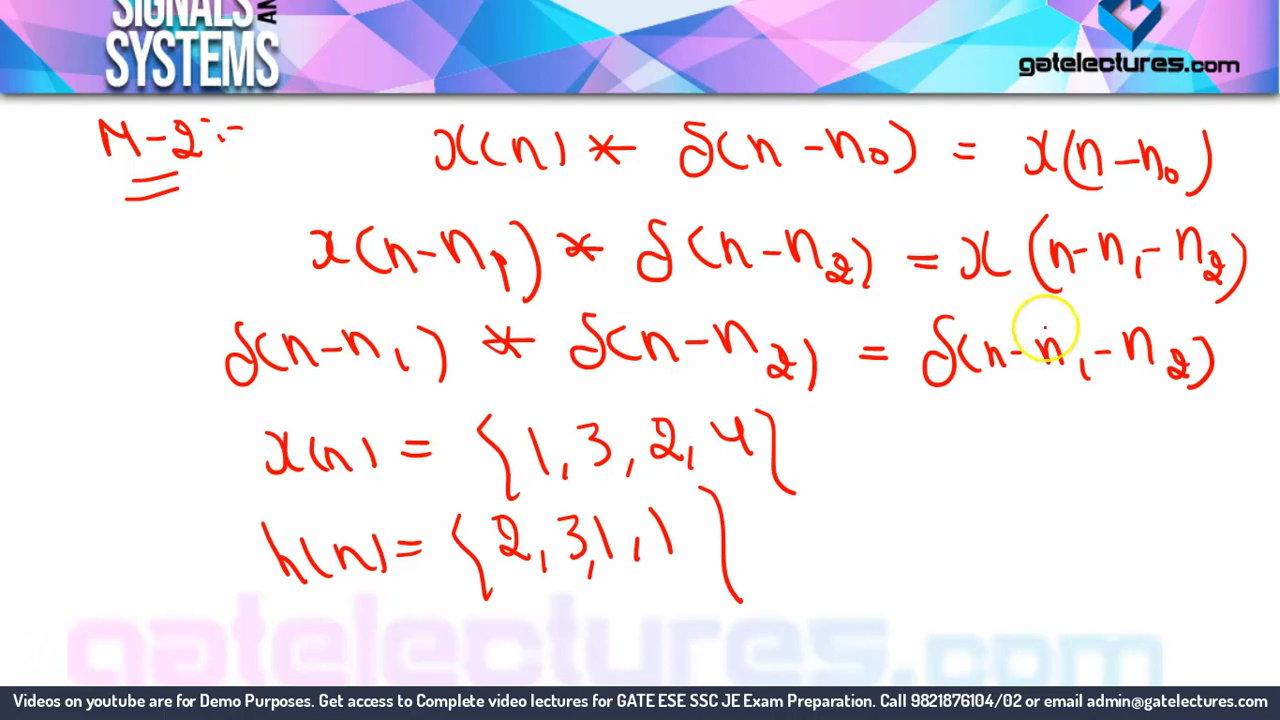 SIGNALS AND
SYSTEMS
gatelectures.com
M-2:-
x(n) * δ(n-n₀) = x(n-n₀)
x(n-n₁) * δ(n-n₂) = x(n-n₁-n₂)
δ(n-n₁) * δ(n-n₂) = δ(n-n₁-n₂)
x(n) = {1,3,2,4}
h(n) = {2,3,1,1}
gatelectures.com
Videos on youtube are for Demo Purposes. Get access to Complete video lectures for GATE ESE SSC JE Exam Preparation. Call 9821876104/02 or email admin@gatelectures.com